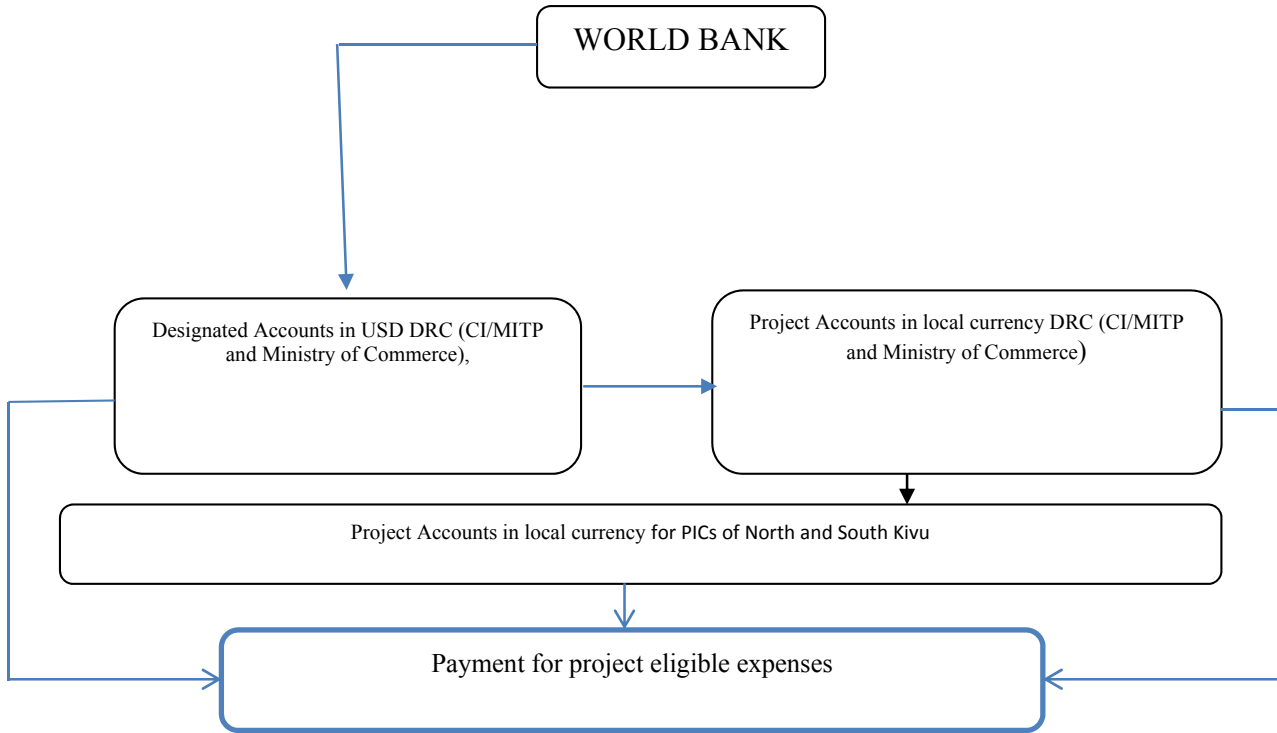 WORLD BANK
Designated Accounts in USD DRC (CI/MITP
and Ministry of Commerce),
Project Accounts in local currency DRC (CI/MITP
and Ministry of Commerce)
Project Accounts in local currency for PICs of North and South Kivu
Payment for project eligible expenses